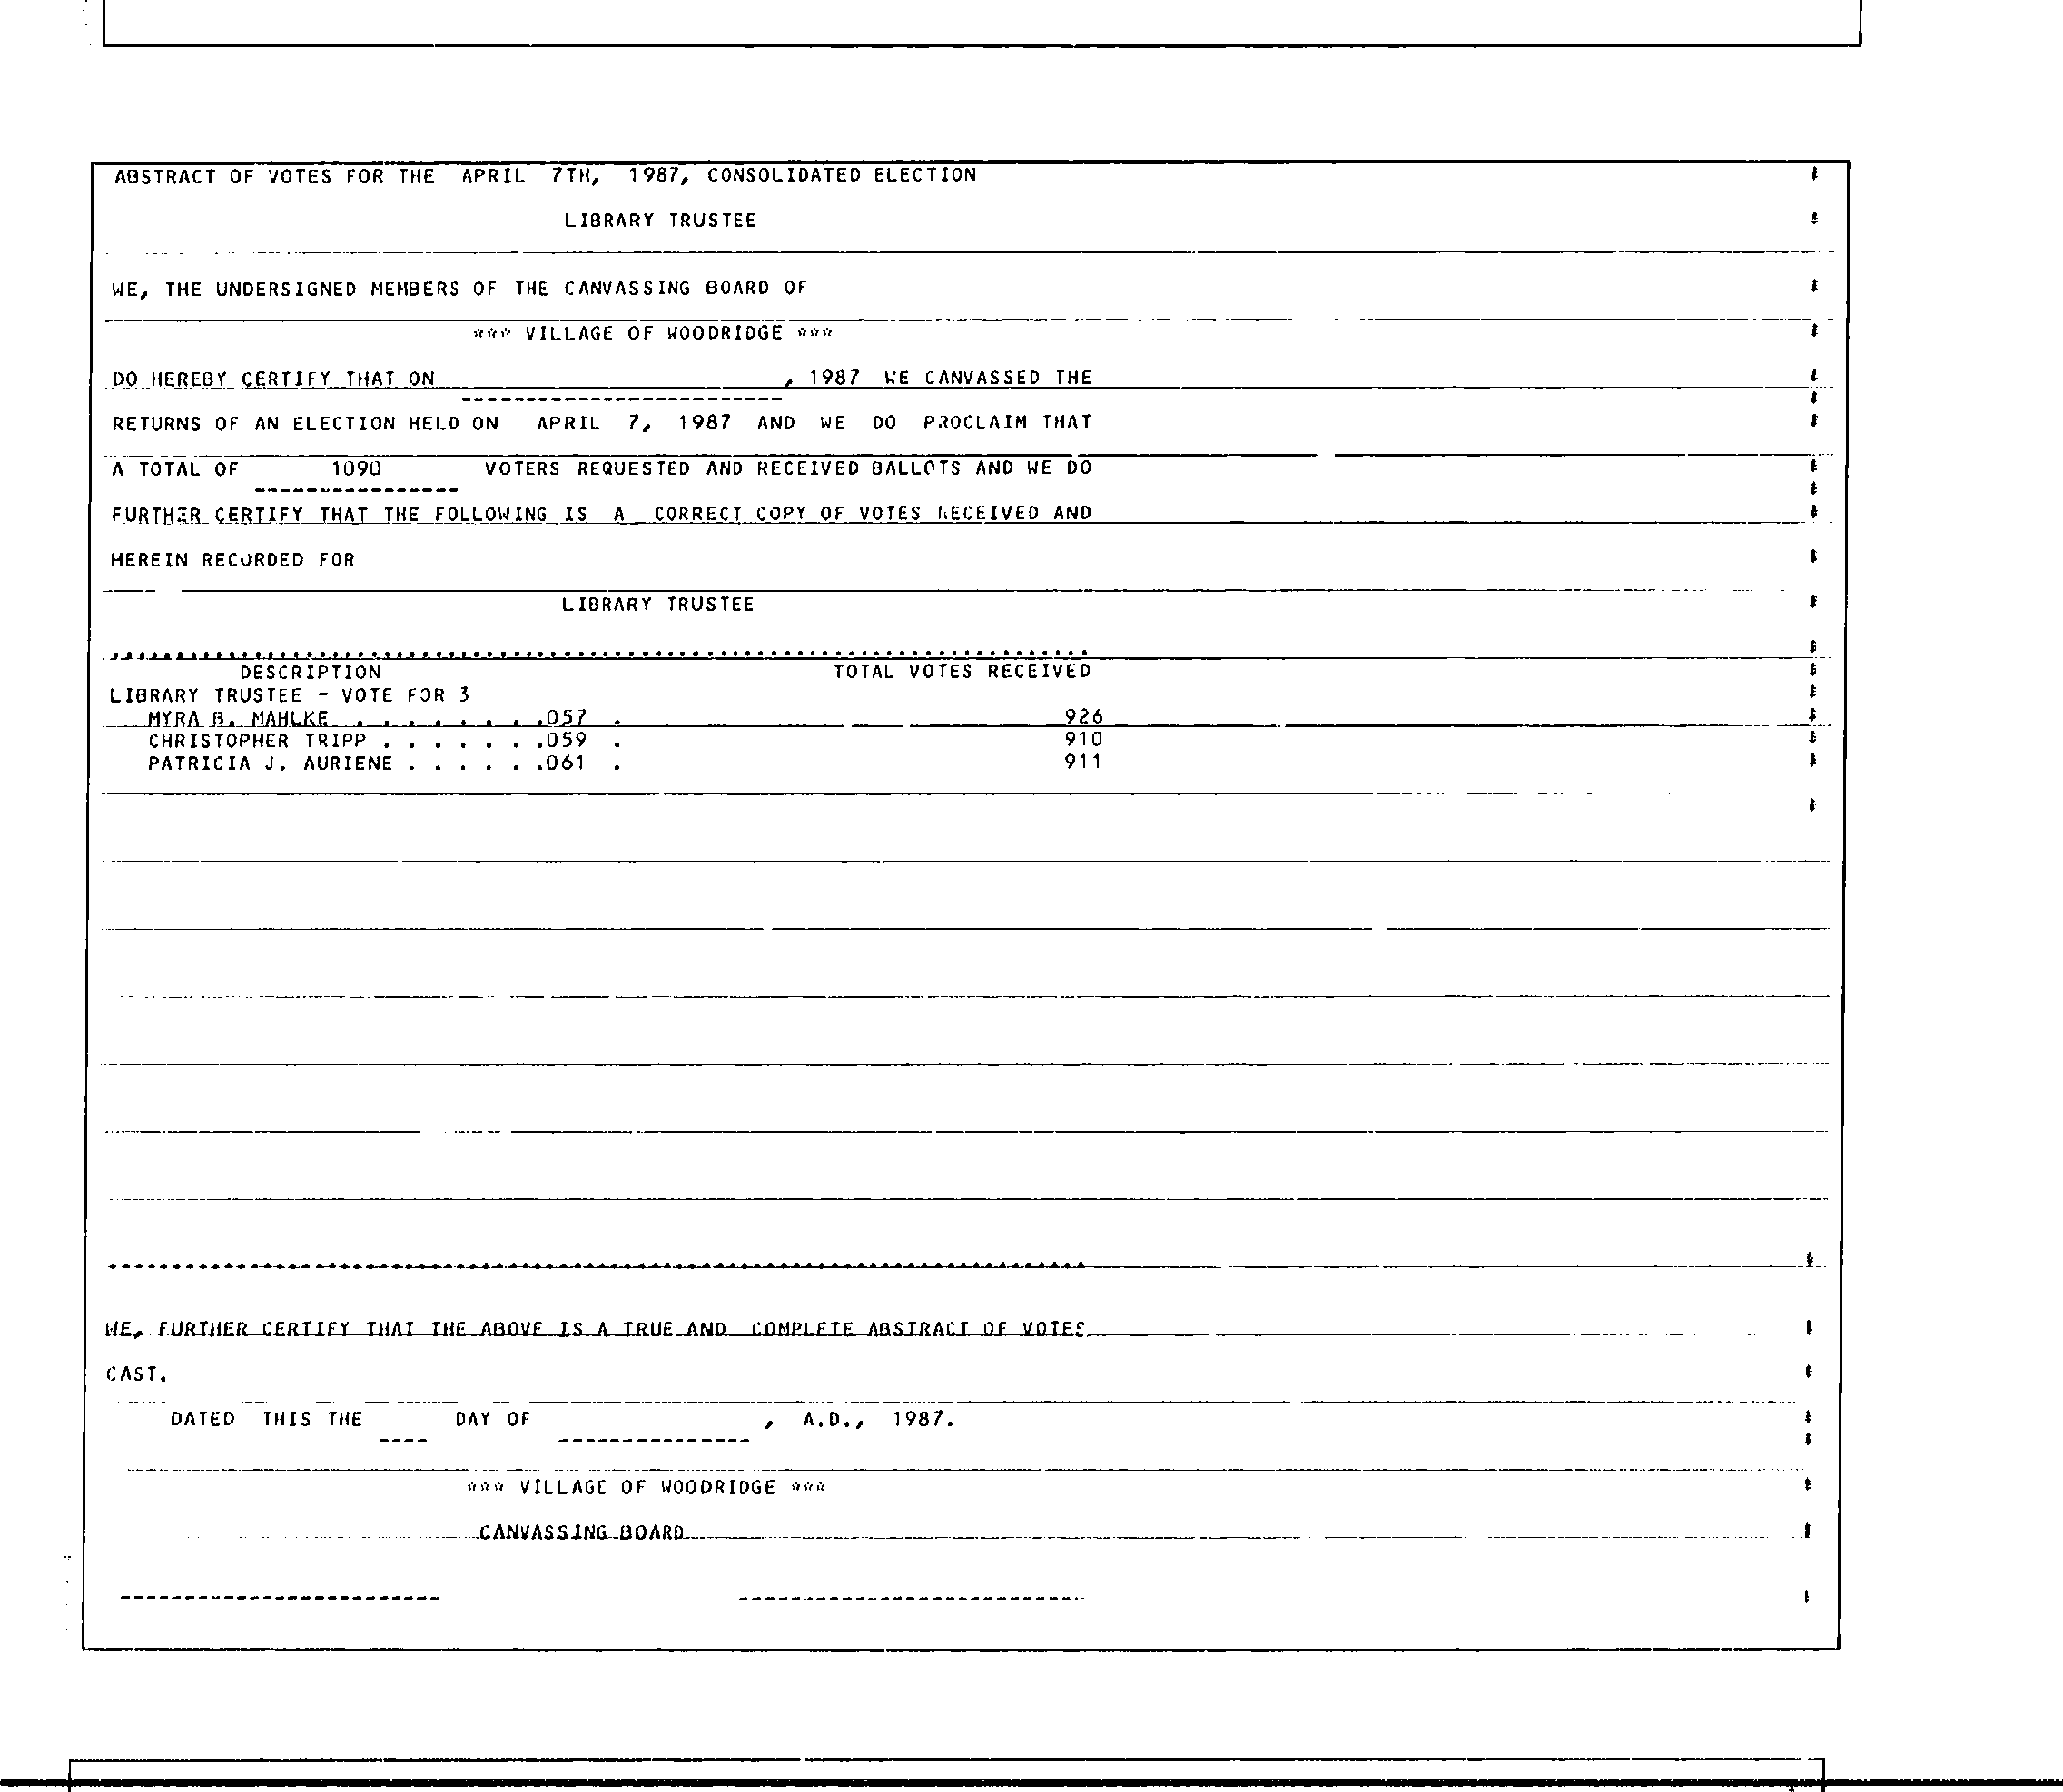 ABSTRACT OF VOTES FOR THE APRIL 7TH, 1987, CONSOLIDATED ELECTION
LIBRARY TRUSTEE
WE, THE UNDERSIGNED MEMBERS OF THE CANVASSING BOARD OF
*** VILLAGE OF WOODRIDGE ***
DO HEREBY CERTIFY THAT ON , 1987 WE CANVASSED THE
RETURNS OF AN ELECTION HELD ON APRIL 7, 1987 AND WE DO PROCLAIM THAT
A TOTAL OF 1090 VOTERS REQUESTED AND RECEIVED BALLOTS AND WE DO
FURTHER CERTIFY THAT THE FOLLOWING IS A CORRECT COPY OF VOTES RECEIVED AND
HEREIN RECORDED FOR
LIBRARY TRUSTEE
DESCRIPTION TOTAL VOTES RECEIVED
LIBRARY TRUSTEE - VOTE FOR 3
MYRA B. MAHLKE . . . . . . . .057 . 926
CHRISTOPHER TRIPP . . . . . . .059 . 910
PATRICIA J. AURIENE . . . . . .061 . 911
WE, FURTHER CERTIFY THAT THE ABOVE IS A TRUE AND COMPLETE ABSTRACT OF VOTES
CAST.
DATED THIS THE ---- DAY OF --------------- , A.D., 1987.
*** VILLAGE OF WOODRIDGE ***
CANVASSING BOARD